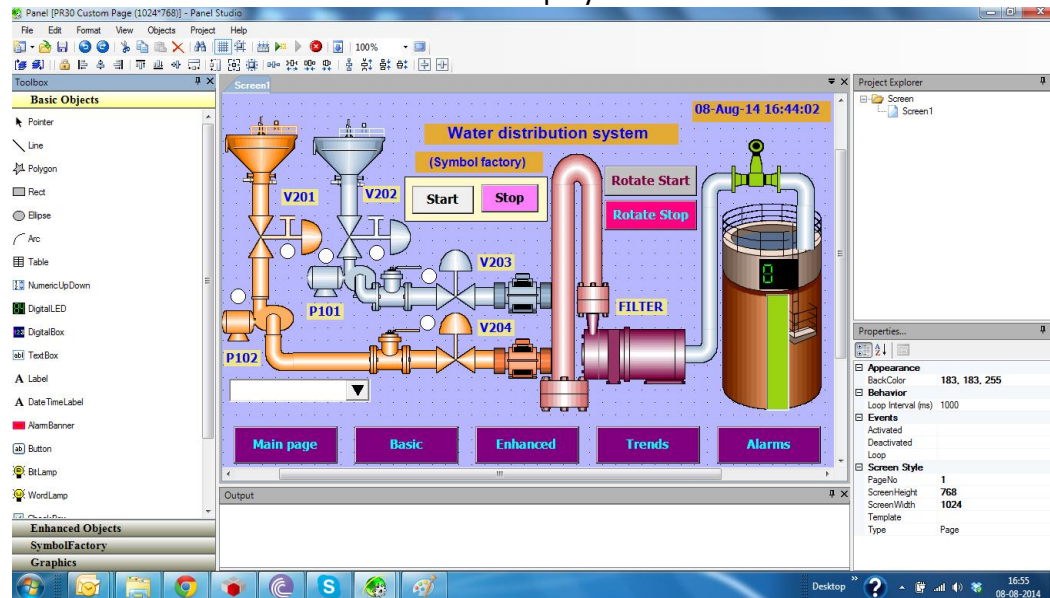 Panel [PR30 Custom Page (1024*768)] - Panel Studio
File Edit Format View Objects Project Help
100%
Toolbox
Basic Objects
Pointer
Line
Polygon
Rect
Ellipse
Arc
Table
NumericUpDown
DigitalLED
DigitalBox
TextBox
Label
DateTimeLabel
AlarmBanner
Button
BitLamp
WordLamp
Enhanced Objects
SymbolFactory
Graphics
Screen1
08-Aug-14 16:44:02
Water distribution system
(Symbol factory)
Start
Stop
Rotate Start
Rotate Stop
V201
V202
V203
P101
V204
P102
FILTER
0
Main page
Basic
Enhanced
Trends
Alarms
Output
Project Explorer
Screen
Screen1
Properties...
Appearance
BackColor 183, 183, 255
Behavior
Loop Interval (ms) 1000
Events
Activated
Deactivated
Loop
Screen Style
PageNo 1
ScreenHeight 768
ScreenWidth 1024
Template
Type Page
Desktop
16:55
08-08-2014